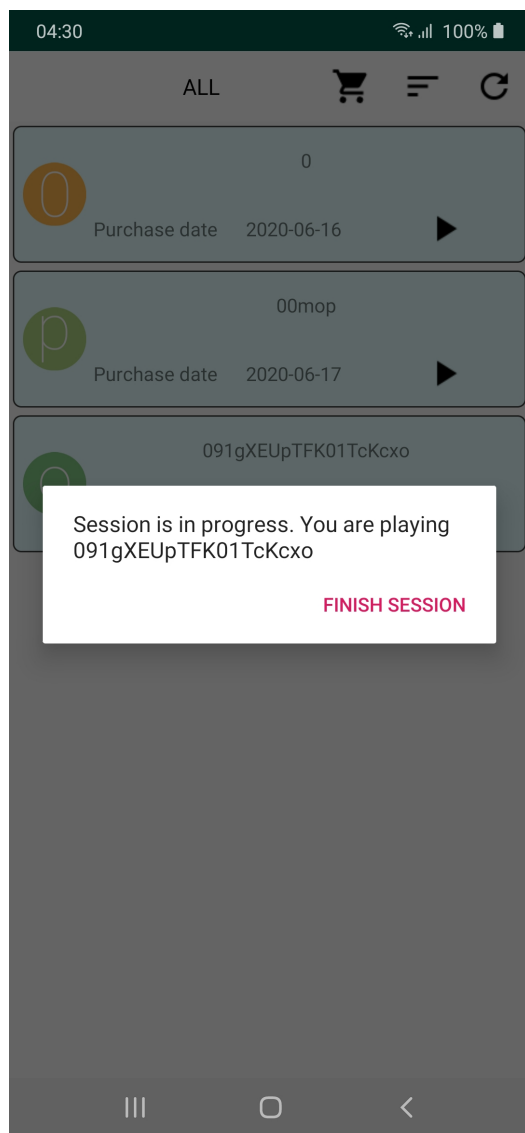 04:30 100%
ALL
0
0
Purchase date 2020-06-16
00mop
p
Purchase date 2020-06-17
091gXEUpTFK01TcKcxo
Session is in progress. You are playing
091gXEUpTFK01TcKcxo
FINISH SESSION